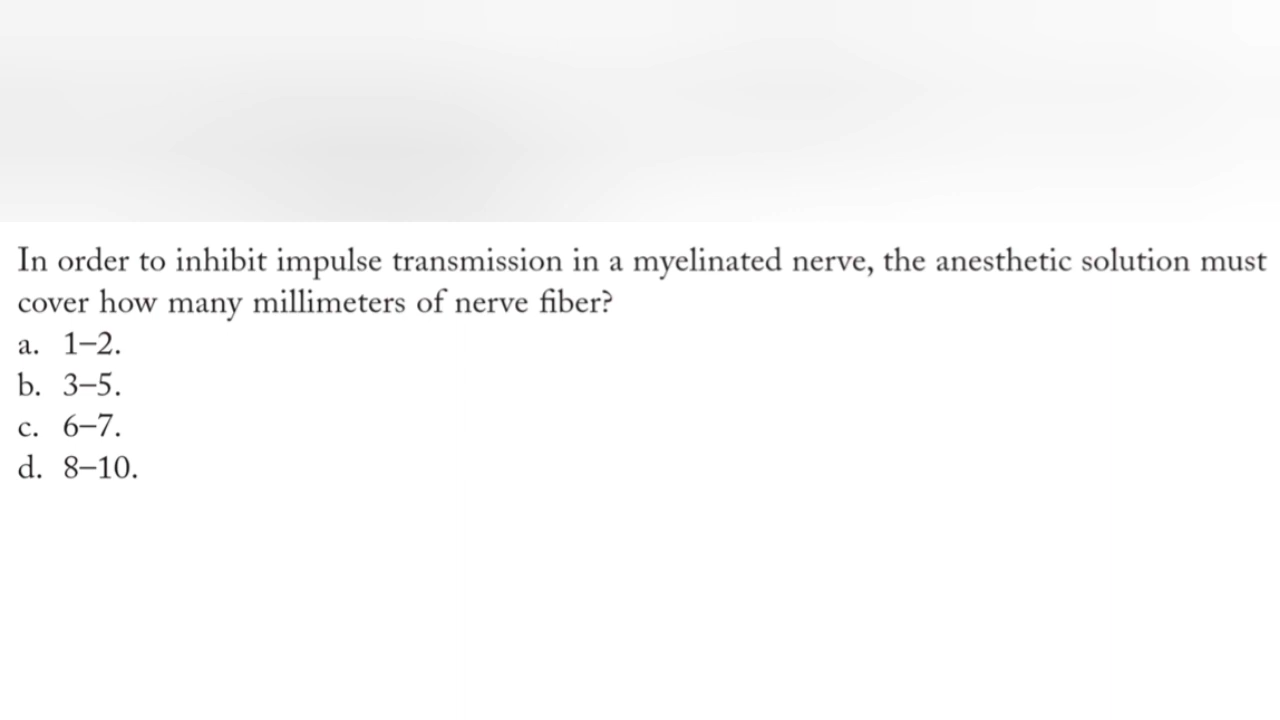 In order to inhibit impulse transmission in a myelinated nerve, the anesthetic solution must
cover how many millimeters of nerve fiber?
a. 1–2.
b. 3–5.
c. 6–7.
d. 8–10.